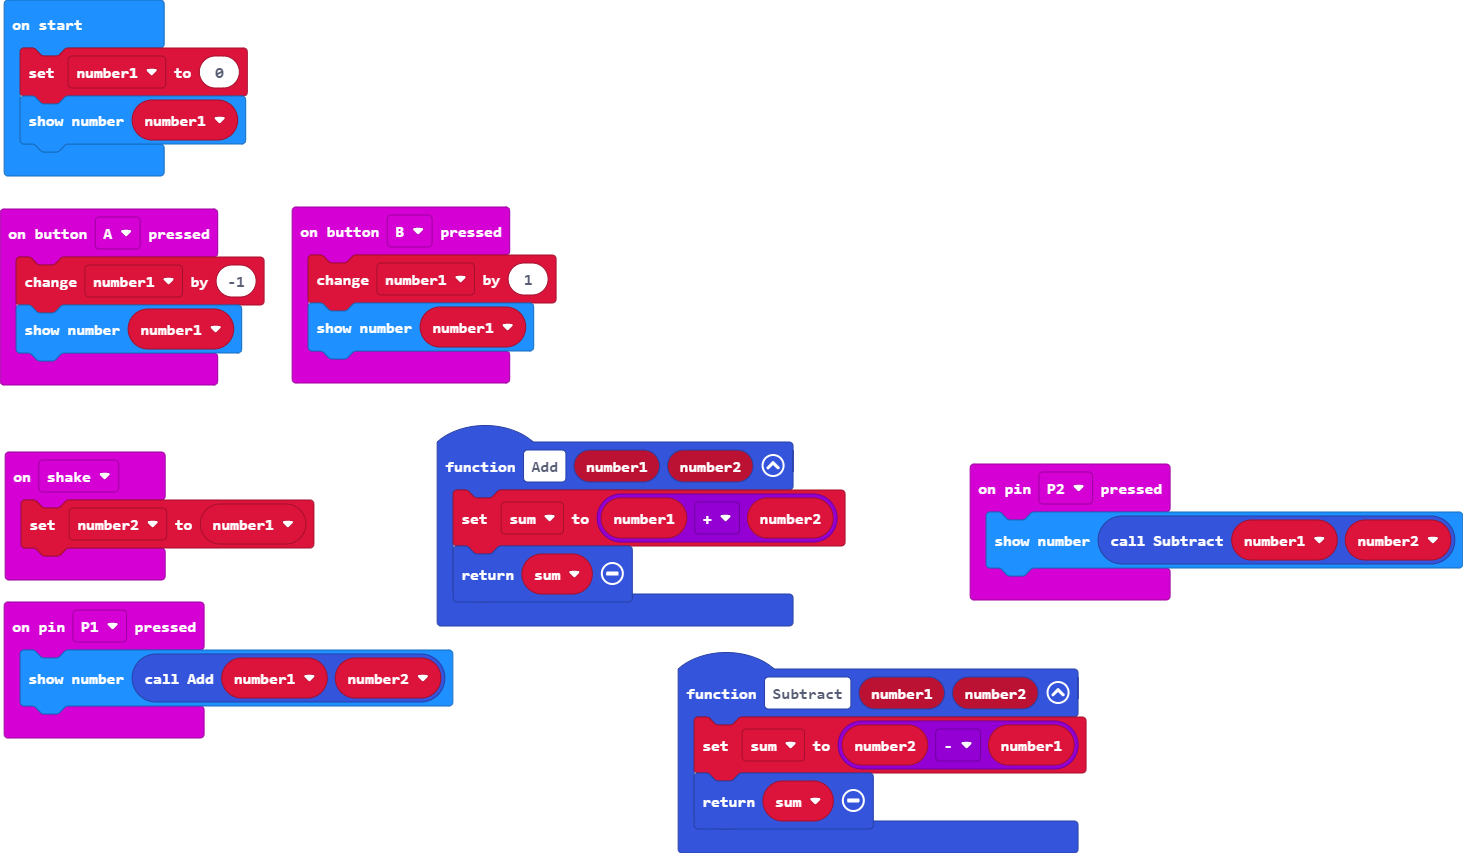 on start
set number1 to 0
show number number1
on button A pressed
change number1 by -1
show number number1
on button B pressed
change number1 by 1
show number number1
on shake
set number2 to number1
function Add number1 number2
set sum to number1 + number2
return sum
on pin P2 pressed
show number call Subtract number1 number2
on pin P1 pressed
show number call Add number1 number2
function Subtract number1 number2
set sum to number2 - number1
return sum